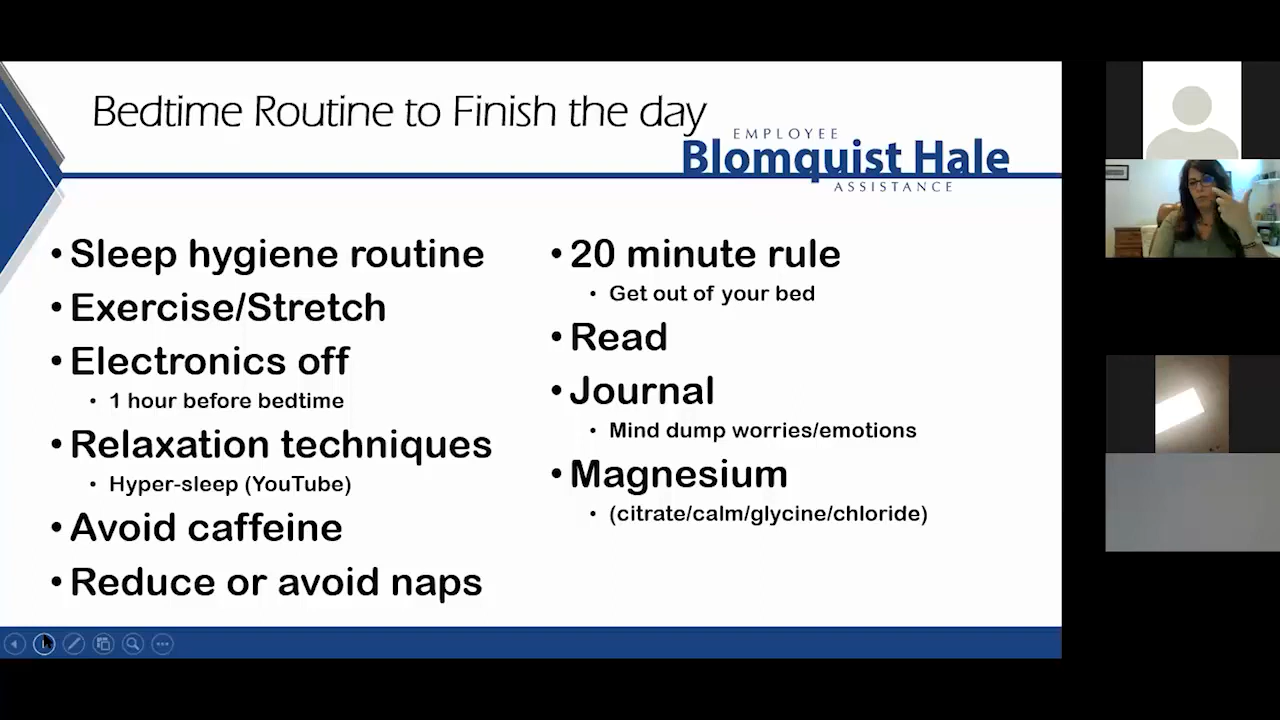 Bedtime Routine to Finish the day
EMPLOYEE
Blomquist Hale
ASSISTANCE
• Sleep hygiene routine
• Exercise/Stretch
• Electronics off
• 1 hour before bedtime
• Relaxation techniques
• Hyper-sleep (YouTube)
• Avoid caffeine
• Reduce or avoid naps
• 20 minute rule
• Get out of your bed
• Read
• Journal
• Mind dump worries/emotions
• Magnesium
• (citrate/calm/glycine/chloride)